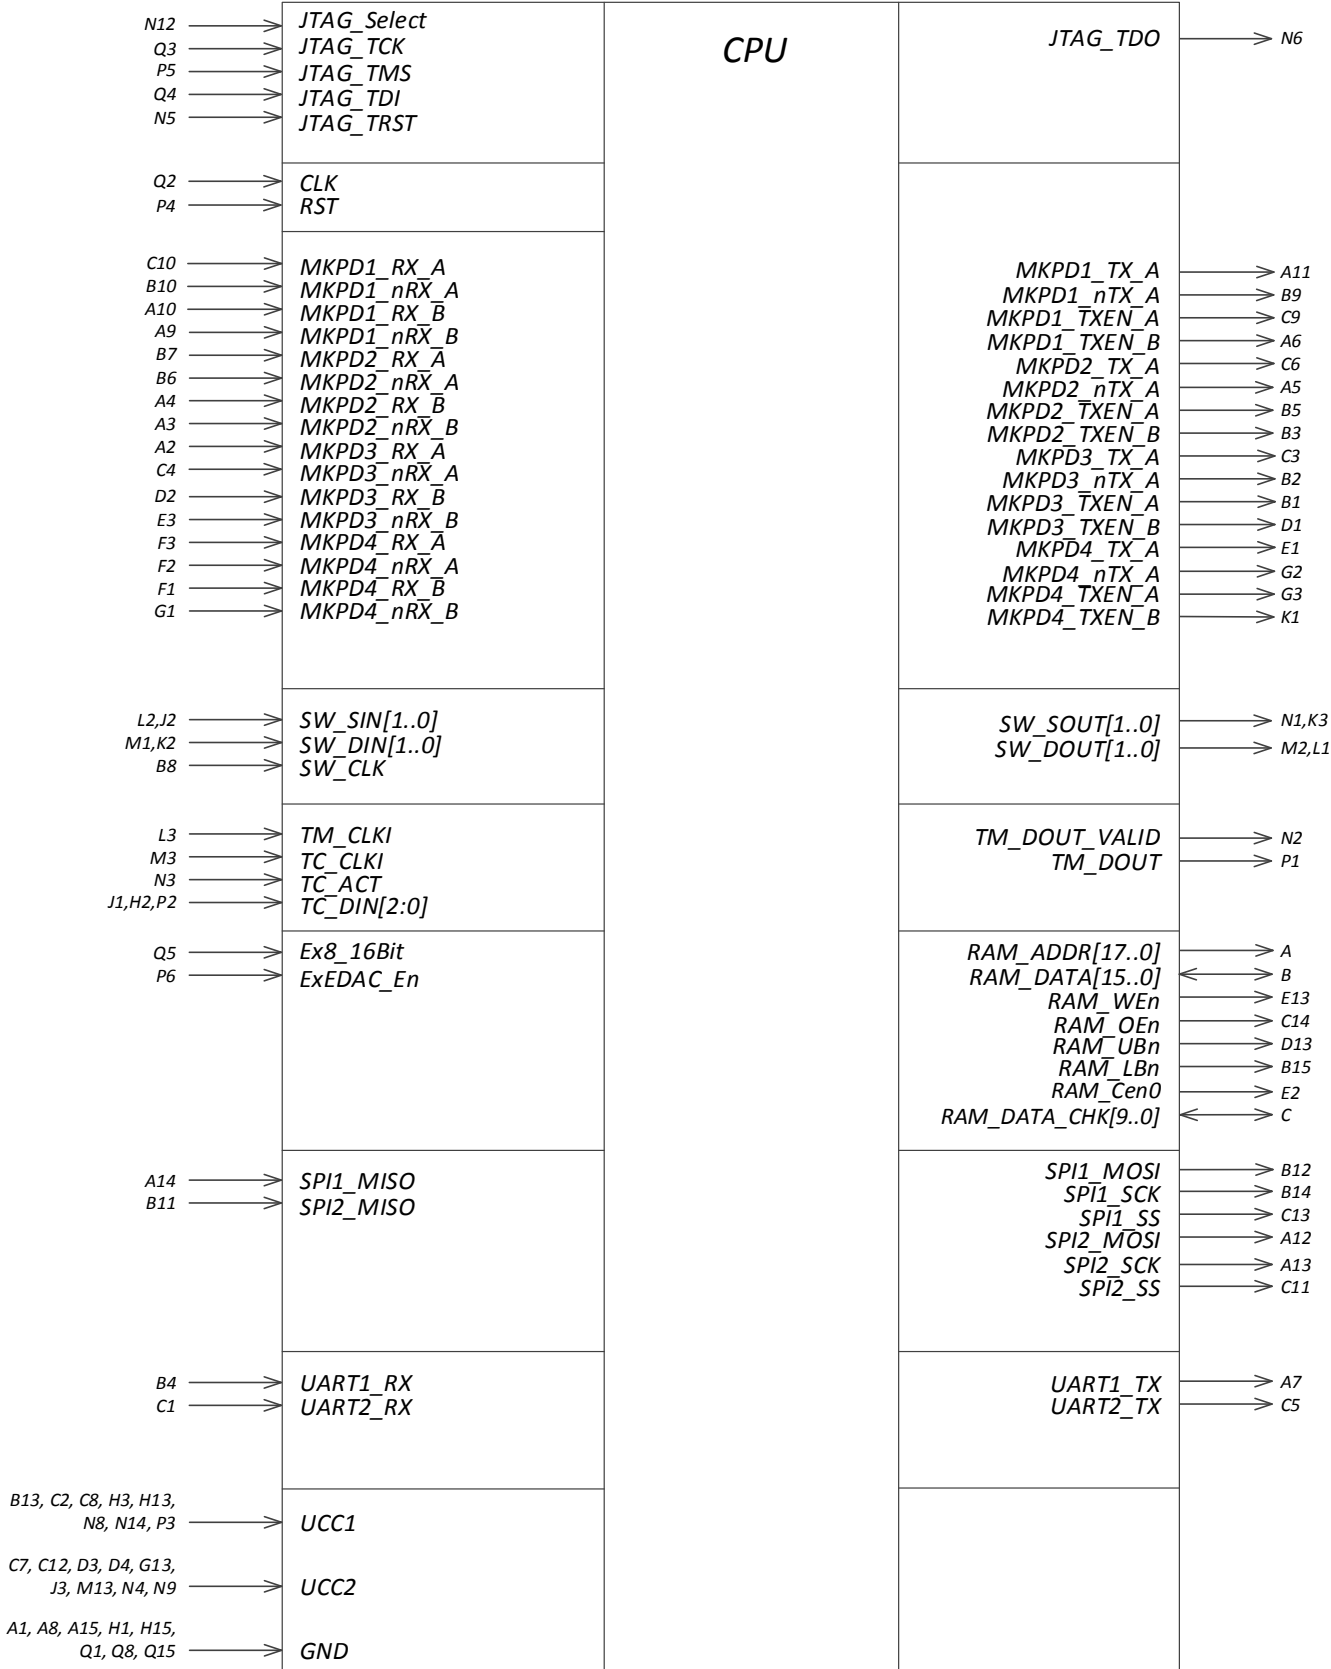 CPU
N12 JTAG_Select
Q3 JTAG_TCK
P5 JTAG_TMS
Q4 JTAG_TDI
N5 JTAG_TRST
JTAG_TDO N6
Q2 CLK
P4 RST
C10 MKPD1_RX_A
B10 MKPD1_nRX_A
A10 MKPD1_RX_B
A9 MKPD1_nRX_B
B7 MKPD2_RX_A
B6 MKPD2_nRX_A
A4 MKPD2_RX_B
A3 MKPD2_nRX_B
A2 MKPD3_RX_A
C4 MKPD3_nRX_A
D2 MKPD3_RX_B
E3 MKPD3_nRX_B
F3 MKPD4_RX_A
F2 MKPD4_nRX_A
F1 MKPD4_RX_B
G1 MKPD4_nRX_B
MKPD1_TX_A A11
MKPD1_nTX_A B9
MKPD1_TXEN_A C9
MKPD1_TXEN_B A6
MKPD2_TX_A C6
MKPD2_nTX_A A5
MKPD2_TXEN_A B5
MKPD2_TXEN_B B3
MKPD3_TX_A C3
MKPD3_nTX_A B2
MKPD3_TXEN_A B1
MKPD3_TXEN_B D1
MKPD4_TX_A E1
MKPD4_nTX_A G2
MKPD4_TXEN_A G3
MKPD4_TXEN_B K1
L2,J2 SW_SIN[1..0]
M1,K2 SW_DIN[1..0]
B8 SW_CLK
SW_SOUT[1..0] N1,K3
SW_DOUT[1..0] M2,L1
L3 TM_CLKI
M3 TC_CLKI
N3 TC_ACT
J1,H2,P2 TC_DIN[2:0]
TM_DOUT_VALID N2
TM_DOUT P1
Q5 Ex8_16Bit
P6 ExEDAC_En
RAM_ADDR[17..0] A
RAM_DATA[15..0] B
RAM_WEn E13
RAM_OEn C14
RAM_UBn D13
RAM_LBn B15
RAM_Cen0 E2
RAM_DATA_CHK[9..0] C
A14 SPI1_MISO
B11 SPI2_MISO
SPI1_MOSI B12
SPI1_SCK B14
SPI1_SS C13
SPI2_MOSI A12
SPI2_SCK A13
SPI2_SS C11
B4 UART1_RX
C1 UART2_RX
UART1_TX A7
UART2_TX C5
B13, C2, C8, H3, H13,
N8, N14, P3 UCC1
C7, C12, D3, D4, G13,
J3, M13, N4, N9 UCC2
A1, A8, A15, H1, H15,
Q1, Q8, Q15 GND